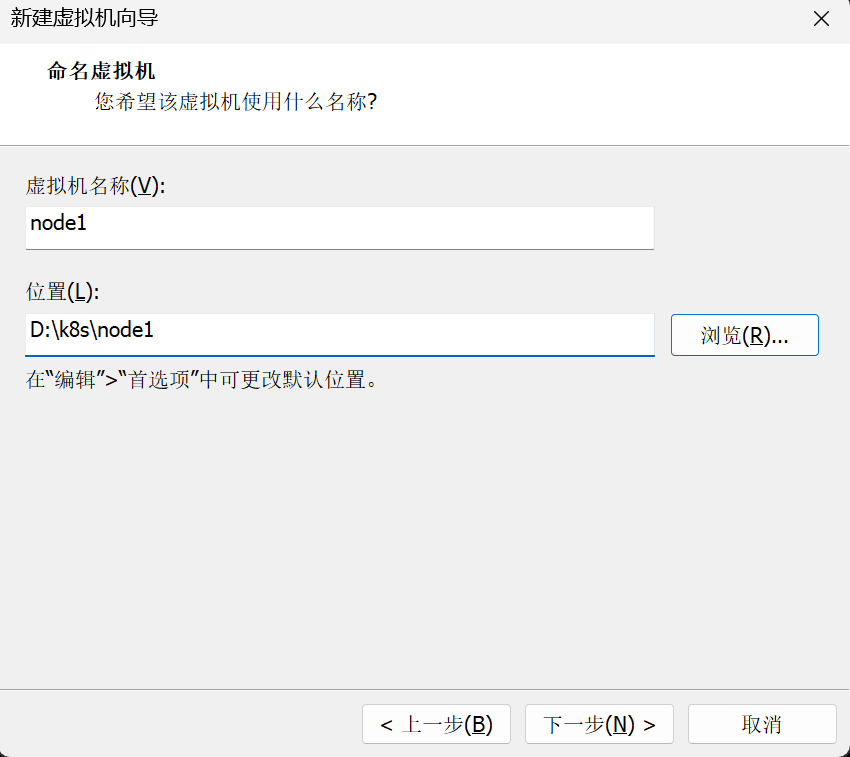 新建虚拟机向导
命名虚拟机
您希望该虚拟机使用什么名称?
虚拟机名称(V):
node1
位置(L):
D:\k8s\node1
浏览(R)...
在“编辑”>“首选项”中可更改默认位置。
< 上一步(B)
下一步(N) >
取消